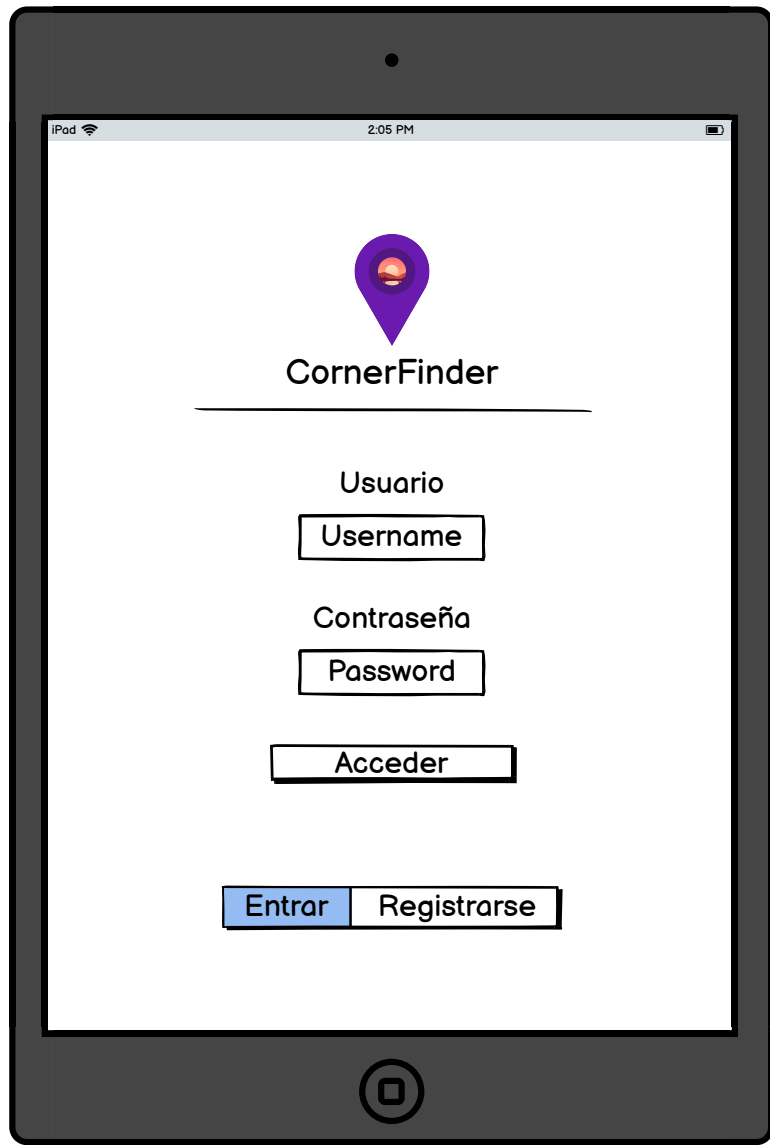 iPad 2:05 PM
CornerFinder
Usuario
Username
Contraseña
Password
Acceder
Entrar Registrarse